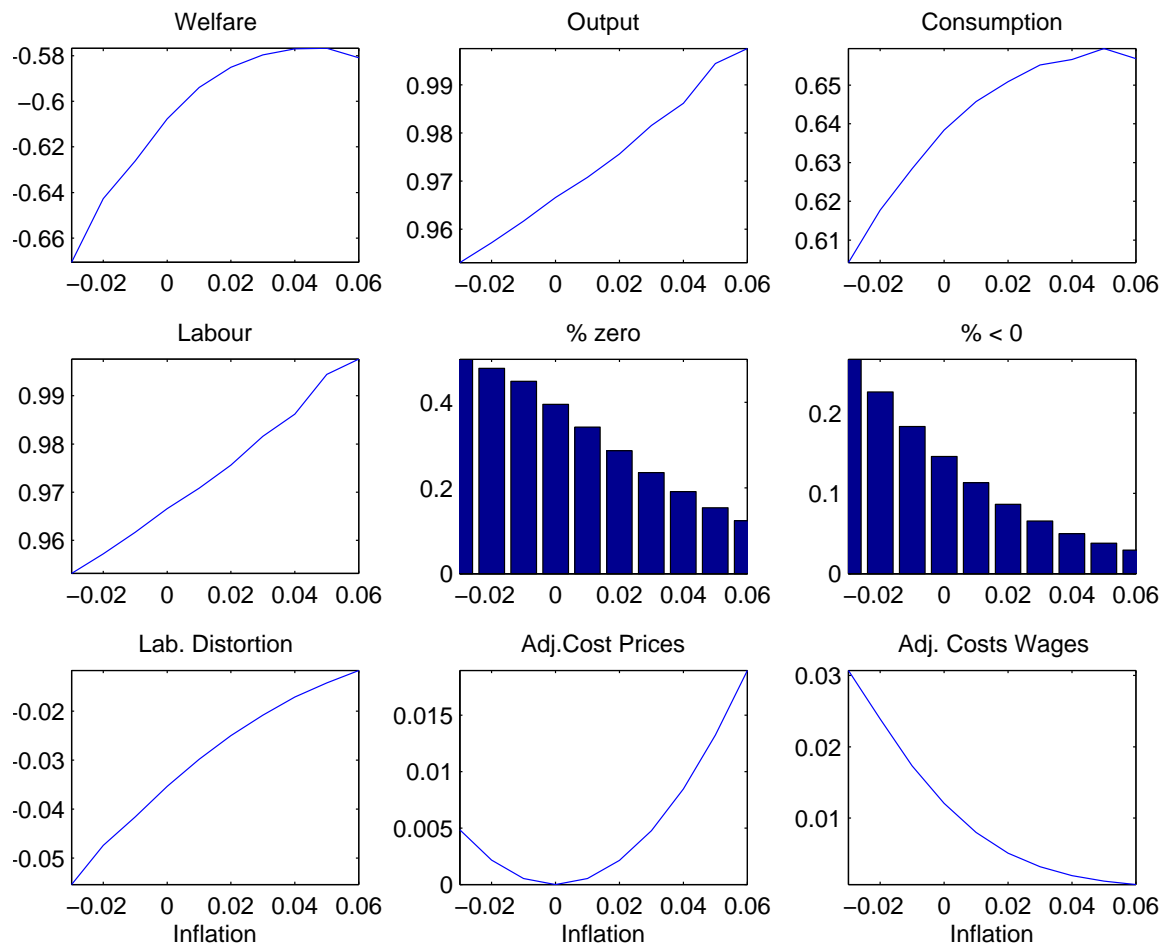 Welfare
-0.58
−0.6
-0.62
-0.64
-0.66
−0.02 0 0.02 0.04 0.06
Output
0.99
0.98
0.97
0.96
−0.02 0 0.02 0.04 0.06
Consumption
0.65
0.64
0.63
0.62
0.61
−0.02 0 0.02 0.04 0.06
Labour
0.99
0.98
0.97
0.96
−0.02 0 0.02 0.04 0.06
% zero
0.4
0.2
0
−0.02 0 0.02 0.04 0.06
% < 0
0.2
0.1
0
−0.02 0 0.02 0.04 0.06
Lab. Distortion
-0.02
-0.03
-0.04
-0.05
−0.02 0 0.02 0.04 0.06
Inflation
Adj.Cost Prices
0.015
0.01
0.005
0
−0.02 0 0.02 0.04 0.06
Inflation
Adj. Costs Wages
0.03
0.02
0.01
−0.02 0 0.02 0.04 0.06
Inflation